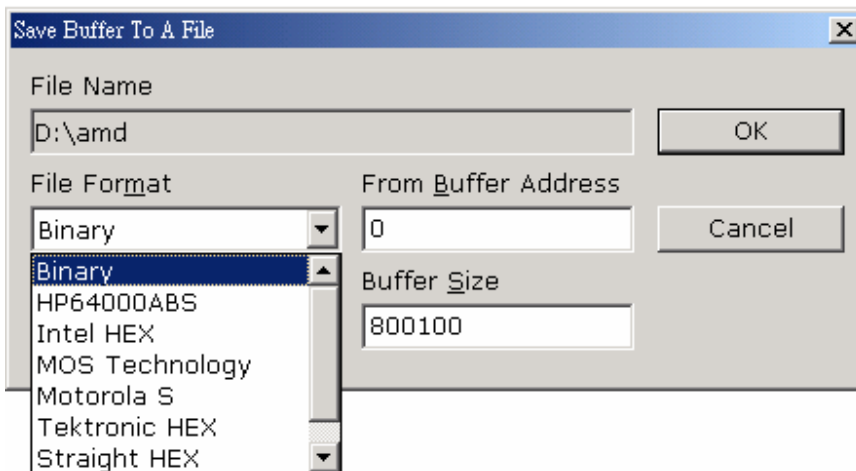 Save Buffer To A File
File Name
D:\amd
OK
File Format
From Buffer Address
Binary
0
Cancel
Binary
HP64000ABS
Intel HEX
MOS Technology
Motorola S
Tektronic HEX
Straight HEX
Buffer Size
800100